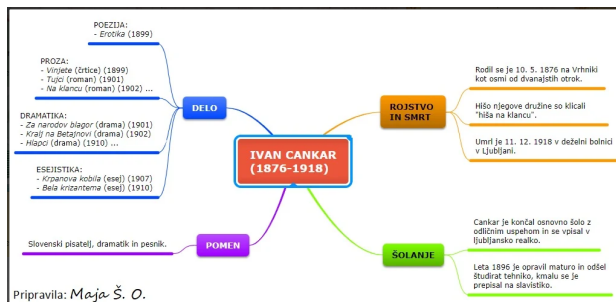 POEZIJA:
- Erotika (1899)
PROZA:
- Vinjete (črtice) (1899)
- Tujci (roman) (1901)
- Na klancu (roman) (1902) ...
DRAMATIKA:
- Za narodov blagor (drama) (1901)
- Kralj na Betajnovi (drama) (1902)
- Hlapci (drama) (1910) ...
ESEJISTIKA:
- Krpanova kobila (esej) (1907)
- Bela krizantema (esej) (1910)
DELO
Slovenski pisatelj, dramatik in pesnik.
POMEN
IVAN CANKAR
(1876-1918)
ROJSTVO
IN SMRT
Rodil se je 10. 5. 1876 na Vrhniki
kot osmi od dvanajstih otrok.
Hišo njegove družine so klicali
"hiša na klancu".
Umrl je 11. 12. 1918 v deželni bolnici
v Ljubljani.
ŠOLANJE
Cankar je končal osnovno šolo z
odličnim uspehom in se vpisal v
ljubljansko realko.
Leta 1896 je opravil maturo in odšel
študirat tehniko, kmalu se je
prepisal na slavistiko.
Pripravila: Maja Š. O.